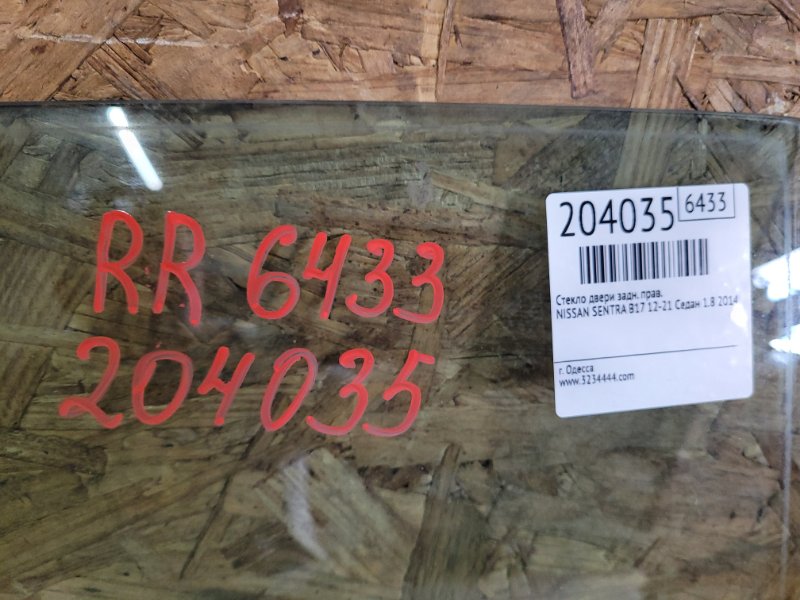 RR 6433
204035
204035 6433
Стекло двери задн. прав.
NISSAN SENTRA B17 12-21 Седан 1.8 2014
г. Одесса
www.3234444.com